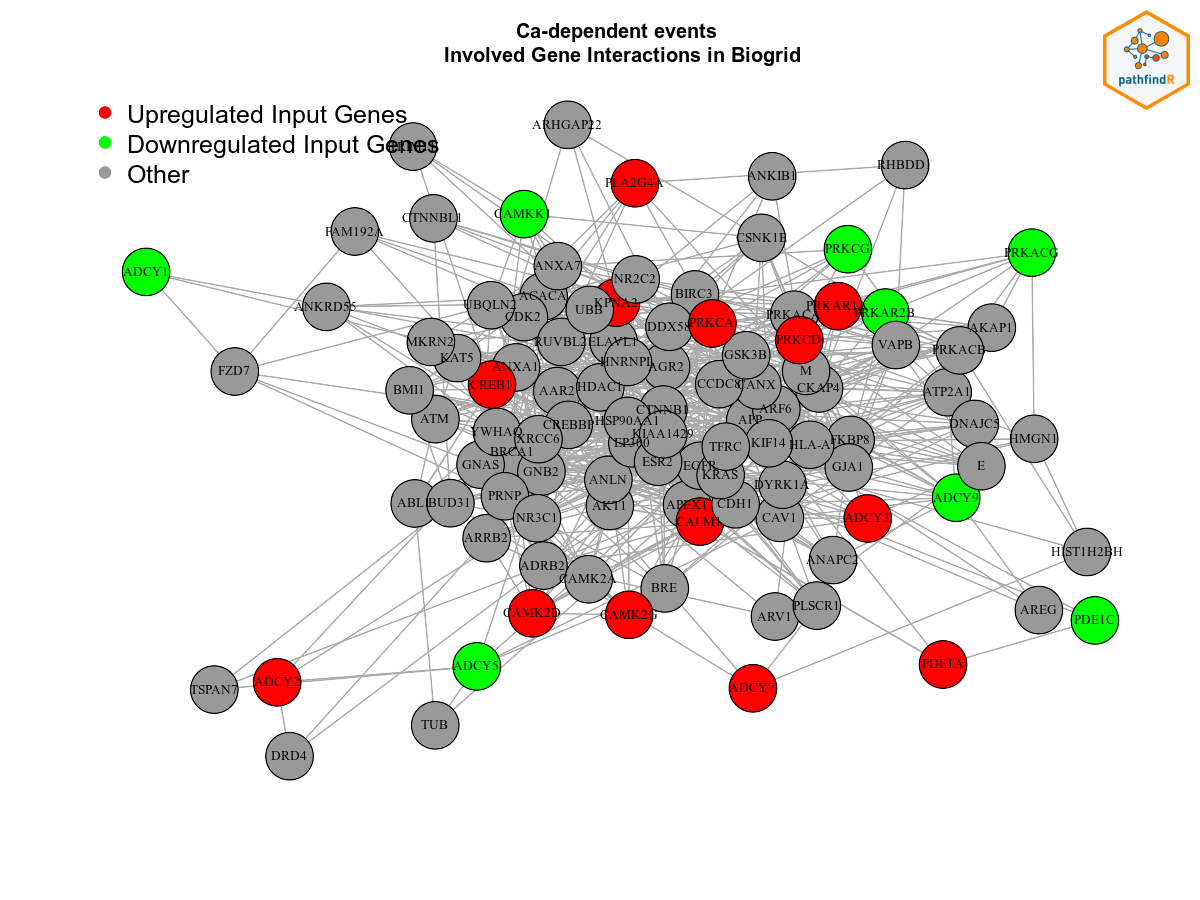 Ca-dependent events
Involved Gene Interactions in Biogrid
pathfindR
Upregulated Input Genes
Downregulated Input Genes
Other
ARHGAP22
RHBDD1
ANKIB1
PLA2G4A
CAMKK1
CTNNBL1
FAM192A
CSNK1E
PRKCG
PRKACG
ADCY1
ANXA7
NR2C2
BIRC3
ACACA
UBQLN2
KPNA2
UBB
CDK2
ANKRD55
PRKAR1A
PRKAR2B
PRKACA
AKAP1
DDX58
PRKCA
PRKCD
MKRN2
RUVBL2
ELAVL1
VAPB
PRKACB
KAT5
HNRNPL
GSK3B
FZD7
ANXA1
AGR2
M
CREB1
BMI1
AAR2
HDAC1
CCDC8
CANX
CKAP4
ATP2A1
CTNNB1
ARF6
ATM
CREBBP
HSP90AA1
APP
DNAJC5
YWHAQ
XRCC6
KIAA1429
EP300
TFRC
KIF14
HLA-A
FKBP8
HMGN1
BRCA1
GNAS
GNB2
ESR2
EGFR
KRAS
GJA1
E
ANLN
DYRK1A
PRNP
ADCY9
ABL1
BUD31
AKT1
APEX1
CDH1
NR3C1
CALM1
CAV1
ADCY3
ARRB2
HIST1H2BH
ANAPC2
ADRB2
CAMK2A
BRE
CAMK2D
CAMK2G
ARV1
PLSCR1
AREG
PDE1C
ADCY5
PDE1A
TSPAN7
ADCY2
ADCY7
TUB
DRD4